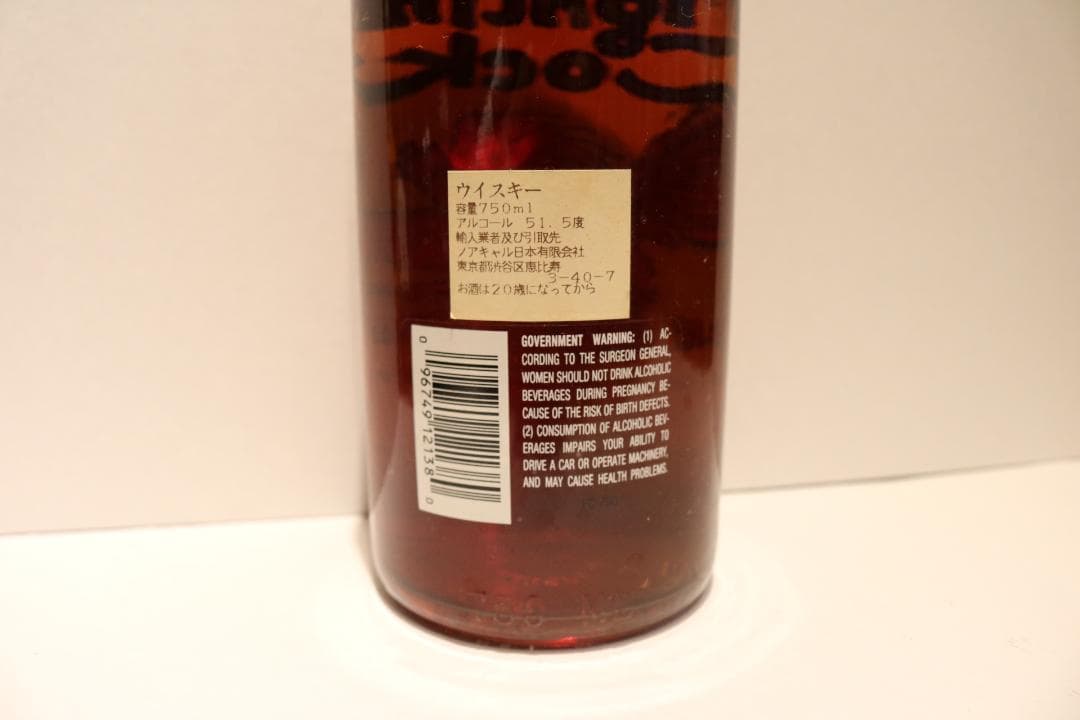 Cock
ウイスキー
容量750ml
アルコール 51.5度
輸入業者及び引取先
ノアキャル日本有限会社
東京都渋谷区恵比寿
3-40-7
お酒は20歳になってから
GOVERNMENT WARNING: (1) AC-
CORDING TO THE SURGEON GENERAL,
WOMEN SHOULD NOT DRINK ALCOHOLIC
BEVERAGES DURING PREGNANCY BE-
CAUSE OF THE RISK OF BIRTH DEFECTS.
(2) CONSUMPTION OF ALCOHOLIC BEV-
ERAGES IMPAIRS YOUR ABILITY TO
DRIVE A CAR OR OPERATE MACHINERY,
AND MAY CAUSE HEALTH PROBLEMS.
0 96749 12138 0